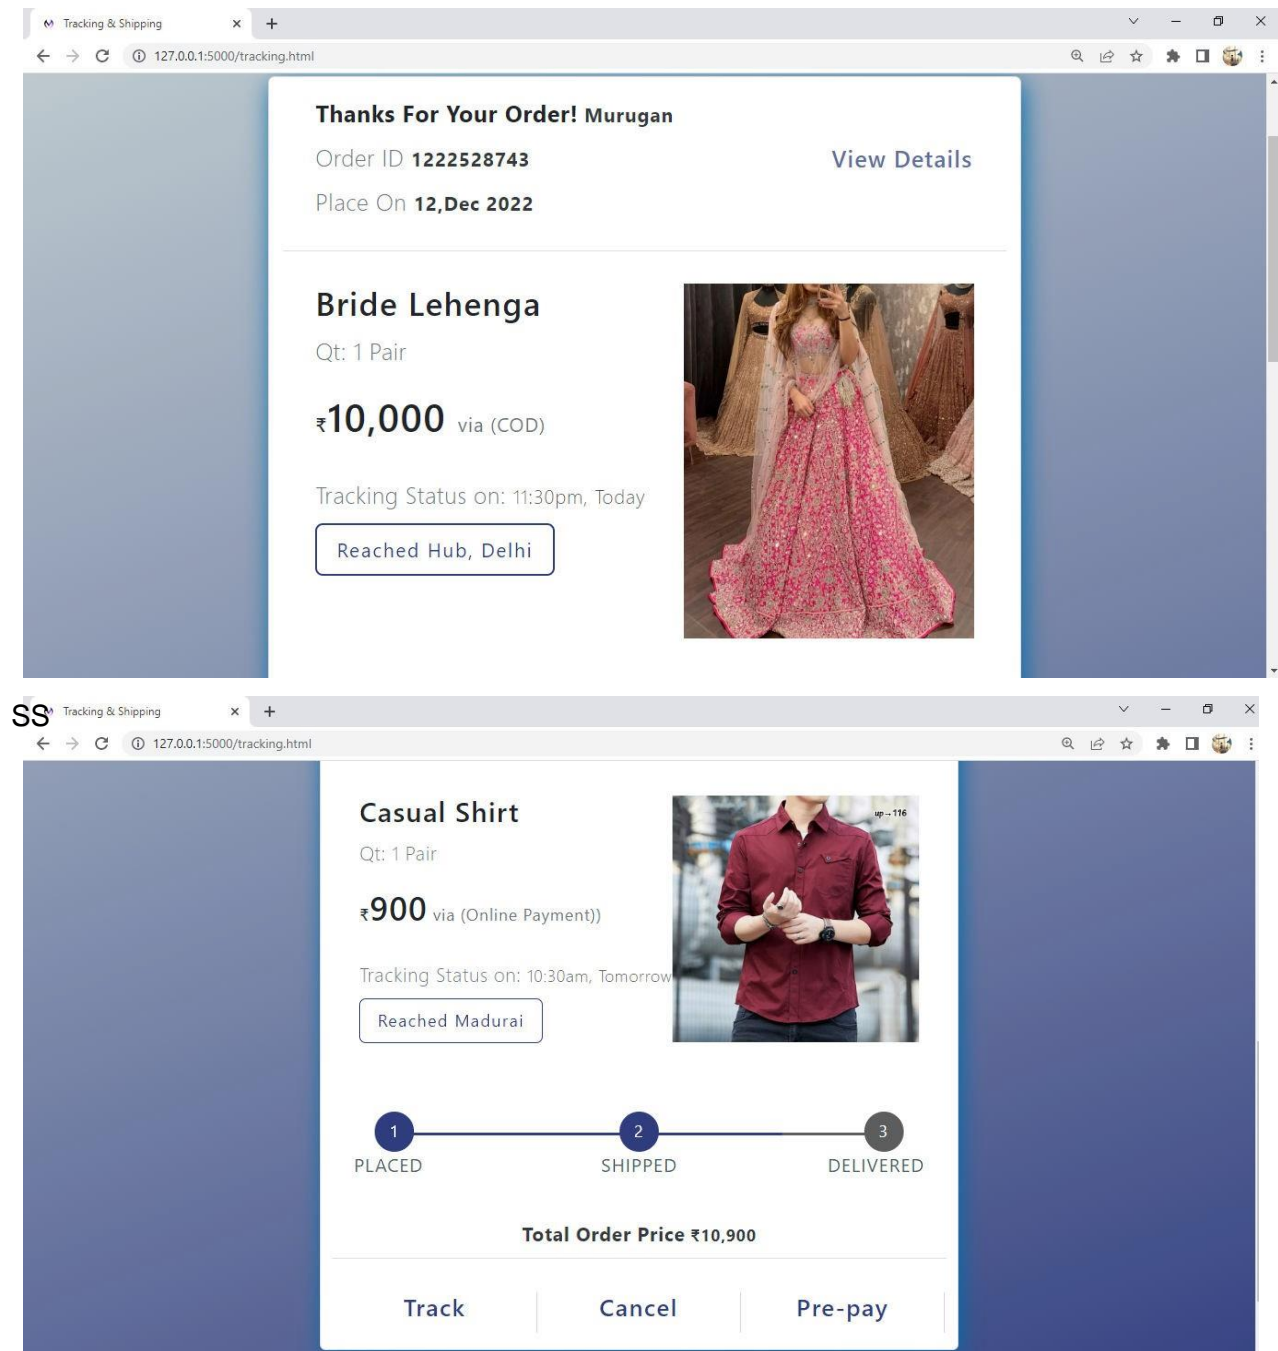 Tracking & Shipping
127.0.0.1:5000/tracking.html
Thanks For Your Order! Murugan
Order ID 1222528743
View Details
Place On 12,Dec 2022
Bride Lehenga
Qt: 1 Pair
₹10,000 via (COD)
Tracking Status on: 11:30pm, Today
Reached Hub, Delhi
SS
Tracking & Shipping
127.0.0.1:5000/tracking.html
Casual Shirt
up→116
Qt: 1 Pair
₹900 via (Online Payment))
Tracking Status on: 10:30am, Tomorrow
Reached Madurai
1 2 3
PLACED SHIPPED DELIVERED
Total Order Price ₹10,900
Track Cancel Pre-pay